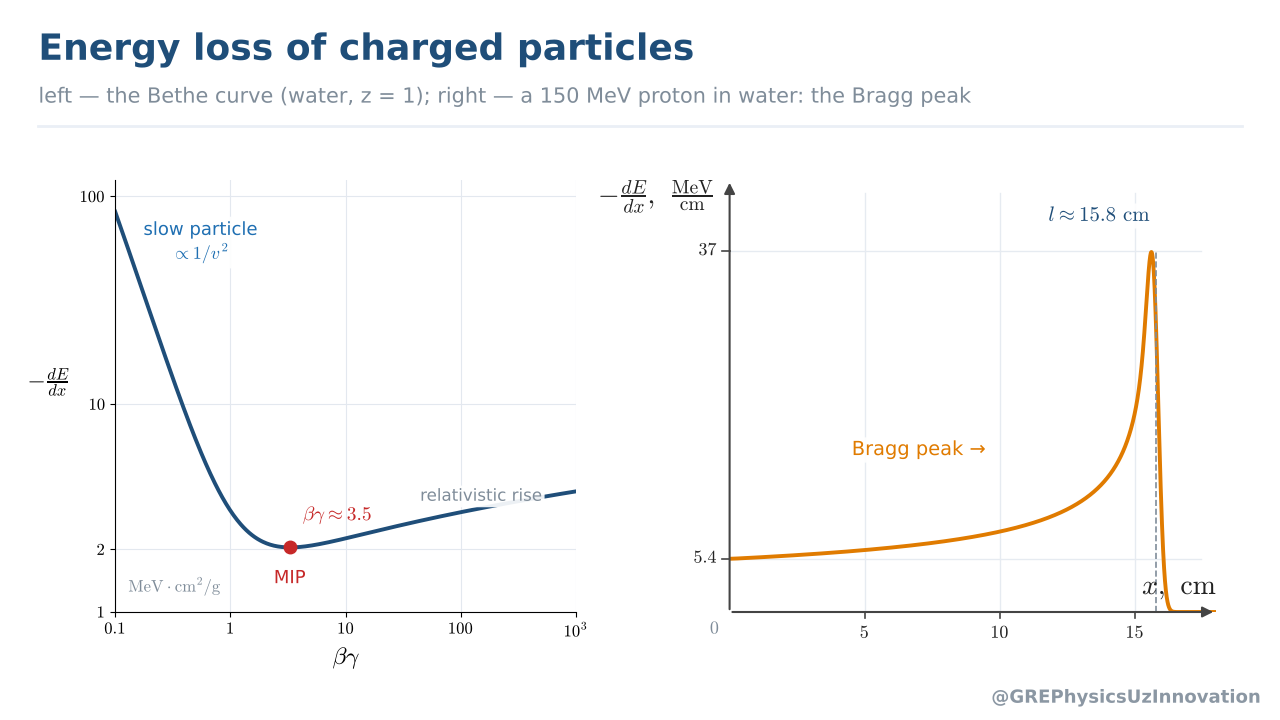 Energy loss of charged particles
left — the Bethe curve (water, z = 1); right — a 150 MeV proton in water: the Bragg peak
100
10
2
1
−dE/dx
slow particle
∝ 1/v²
βγ ≈ 3.5
MIP
relativistic rise
MeV · cm²/g
0.1
1
10
100
10³
βγ
−dE/dx, MeV/cm
37
5.4
0
l ≈ 15.8 cm
Bragg peak →
x, cm
5
10
15
@GREPhysicsUzInnovation